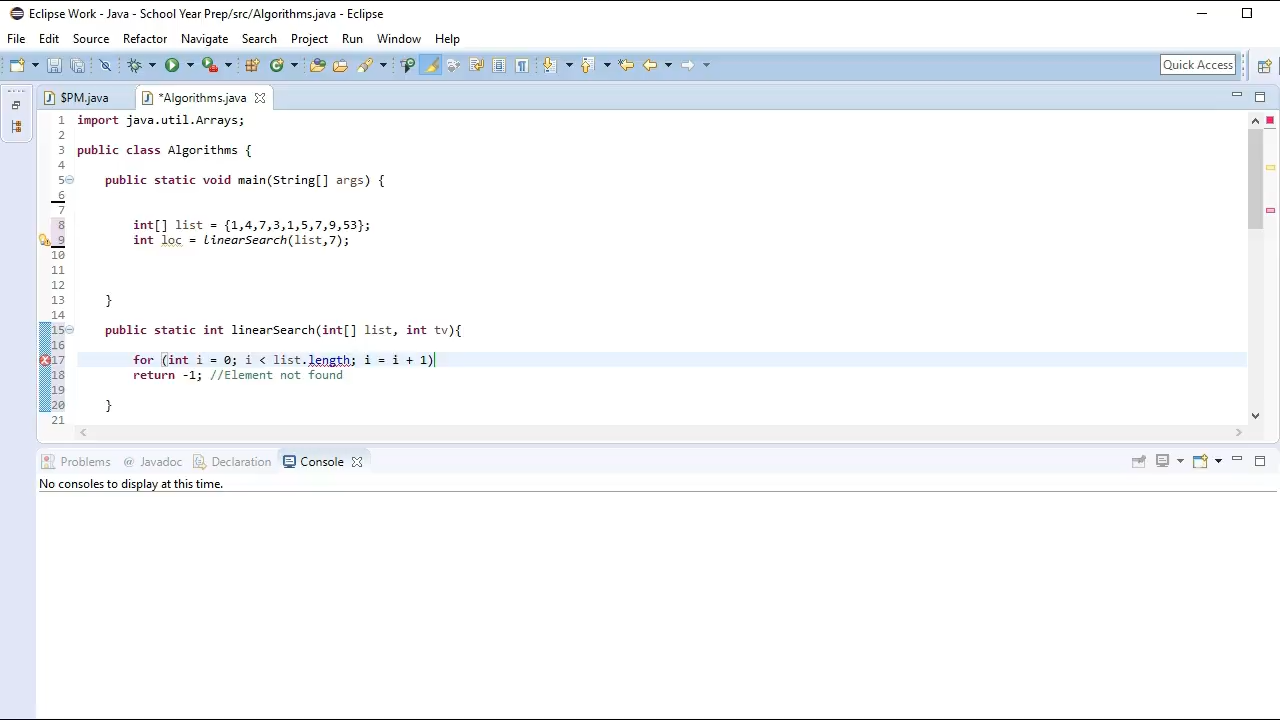 Eclipse Work - Java - School Year Prep/src/Algorithms.java - Eclipse
File Edit Source Refactor Navigate Search Project Run Window Help
Quick Access
$PM.java *Algorithms.java
1 import java.util.Arrays;
2
3 public class Algorithms {
4
5 public static void main(String[] args) {
6
7
8 int[] list = {1,4,7,3,1,5,7,9,53};
9 int loc = linearSearch(list,7);
10
11
12
13 }
14
15 public static int linearSearch(int[] list, int tv){
16
17 for (int i = 0; i < list.length; i = i + 1)
18 return -1; //Element not found
19
20 }
21
Problems @ Javadoc Declaration Console
No consoles to display at this time.